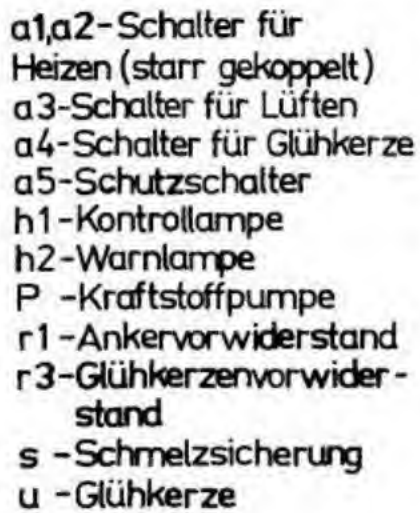 a1,a2-Schalter für
Heizen (starr gekoppelt)
a3-Schalter für Lüften
a4-Schalter für Glühkerze
a5-Schutzschalter
h1-Kontrollampe
h2-Warnlampe
P -Kraftstoffpumpe
r1-Ankervorwiderstand
r3-Glühkerzenvorwider-
stand
s -Schmelzsicherung
u -Glühkerze